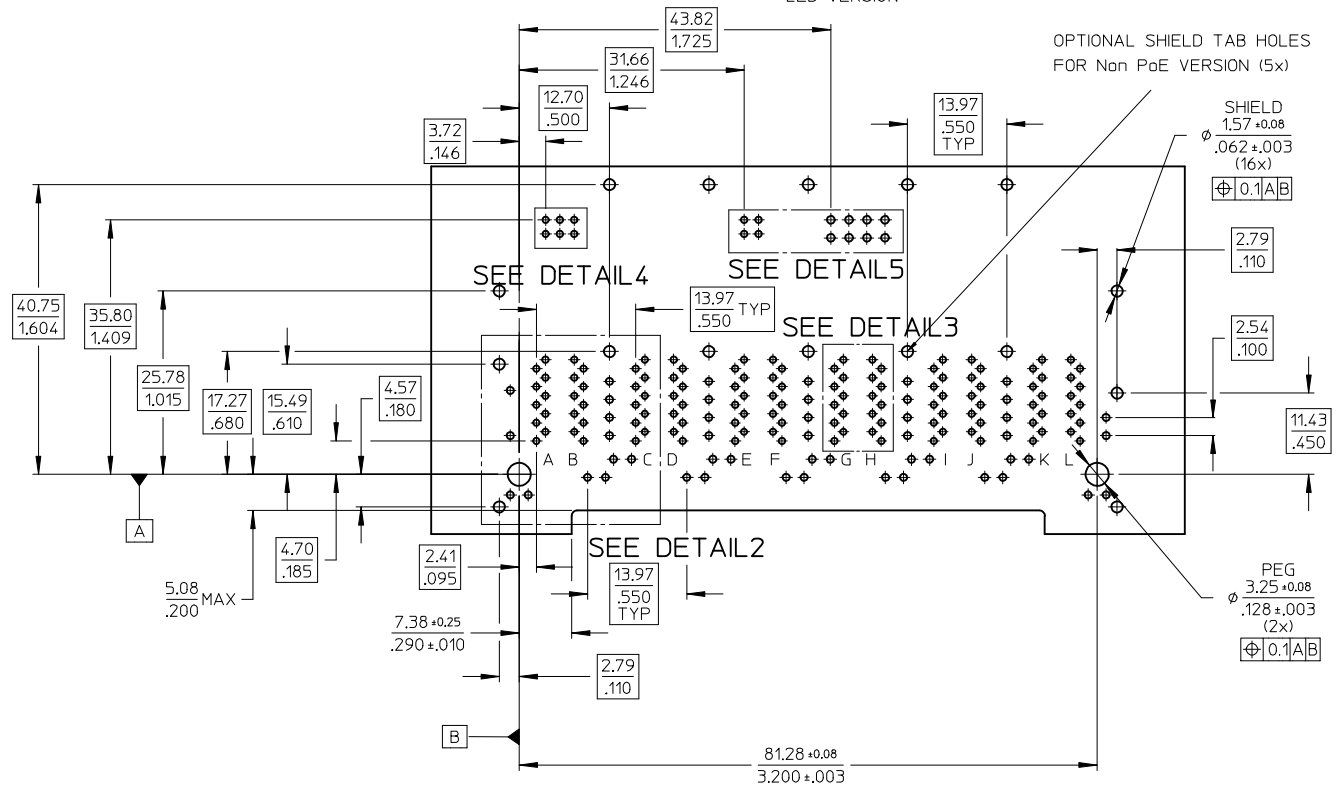 LED VERSION
43.82
1.725
31.66
1.246
12.70
.500
3.72
.146
13.97
.550
TYP
OPTIONAL SHIELD TAB HOLES
FOR Non PoE VERSION (5x)
SHIELD
⌀ 1.57 ±0.08
.062 ±.003
(16x)
⌖ 0.1 A B
2.79
.110
SEE DETAIL4
SEE DETAIL5
40.75
1.604
35.80
1.409
25.78
1.015
17.27
.680
15.49
.610
4.57
.180
13.97
.550
TYP
SEE DETAIL3
2.54
.100
11.43
.450
A B C D E F G H I J K L
A
4.70
.185
5.08
.200
MAX
2.41
.095
SEE DETAIL2
13.97
.550
TYP
7.38 ±0.25
.290 ±.010
2.79
.110
PEG
⌀ 3.25 ±0.08
.128 ±.003
(2x)
⌖ 0.1 A B
B
81.28 ±0.08
3.200 ±.003